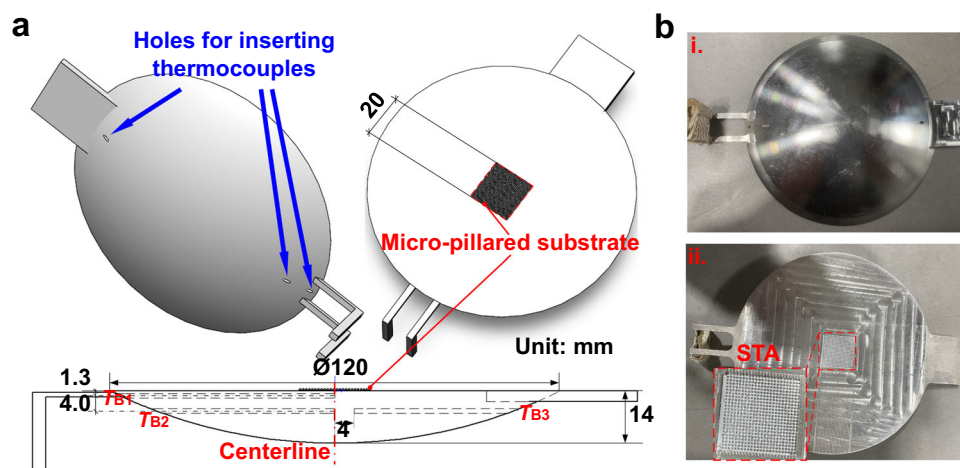 a
Holes for inserting
thermocouples
20
Micro-pillared substrate
Unit: mm
Ø120
1.3
4.0
TB1
TB2
TB3
4
14
Centerline
b
i.
ii.
STA